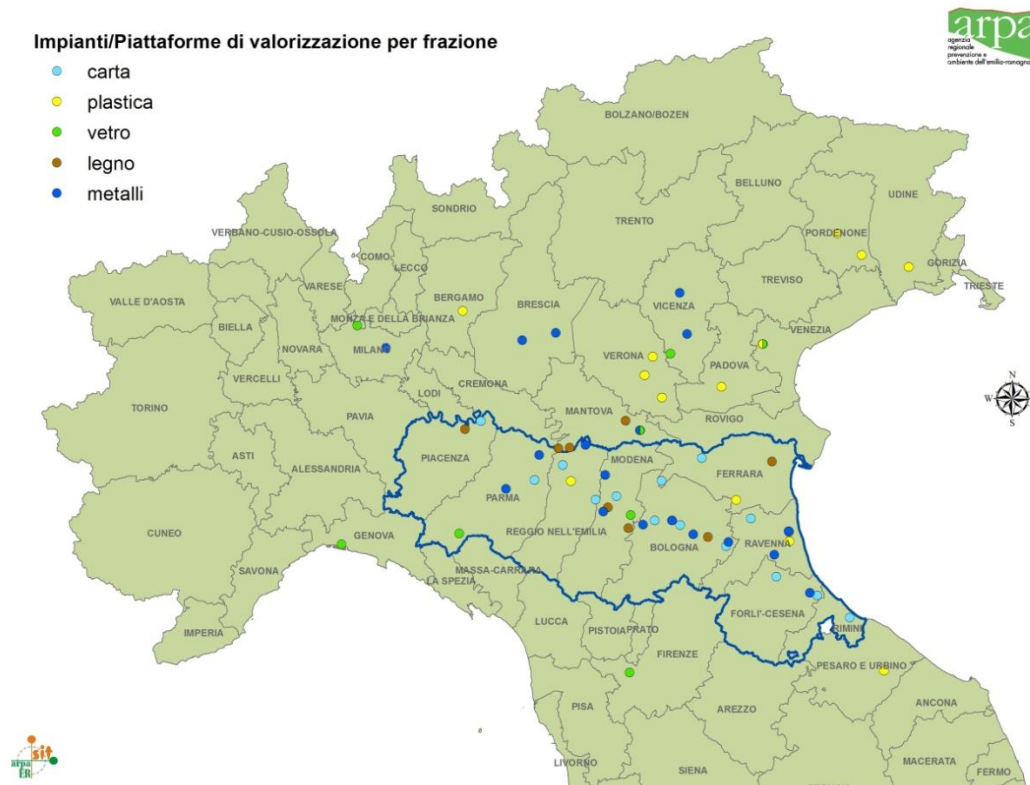 Impianti/Piattaforme di valorizzazione per frazione
carta
plastica
vetro
legno
metalli
arpa
agenzia
regionale
prevenzione e
ambiente dell'emilia-romagna
BOLZANO/BOZEN
BELLUNO
UDINE
SONDRIO
TRENTO
VERBANO-CUSIO-OSSOLA
PORDENONE
COMO
LECCO
GORIZIA
VALLE D'AOSTA
VARESE
BERGAMO
BRESCIA
VICENZA
TREVISO
TRIESTE
BIELLA
MONZA E DELLA BRIANZA
VENEZIA
NOVARA
MILANO
VERONA
PADOVA
VERCELLI
LODI
CREMONA
N
W
E
S
TORINO
PAVIA
MANTOVA
ROVIGO
ASTI
PIACENZA
MODENA
ALESSANDRIA
FERRARA
PARMA
CUNEO
GENOVA
REGGIO NELL'EMILIA
BOLOGNA
RAVENNA
SAVONA
MASSA-CARRARA
LA SPEZIA
FORLI'-CESENA
IMPERIA
LUCCA
PISTOIA
PRATO
RIMINI
FIRENZE
PESARO E URBINO
PISA
AREZZO
ANCONA
LIVORNO
SIENA
MACERATA
FERMO
sit
arpa
ER